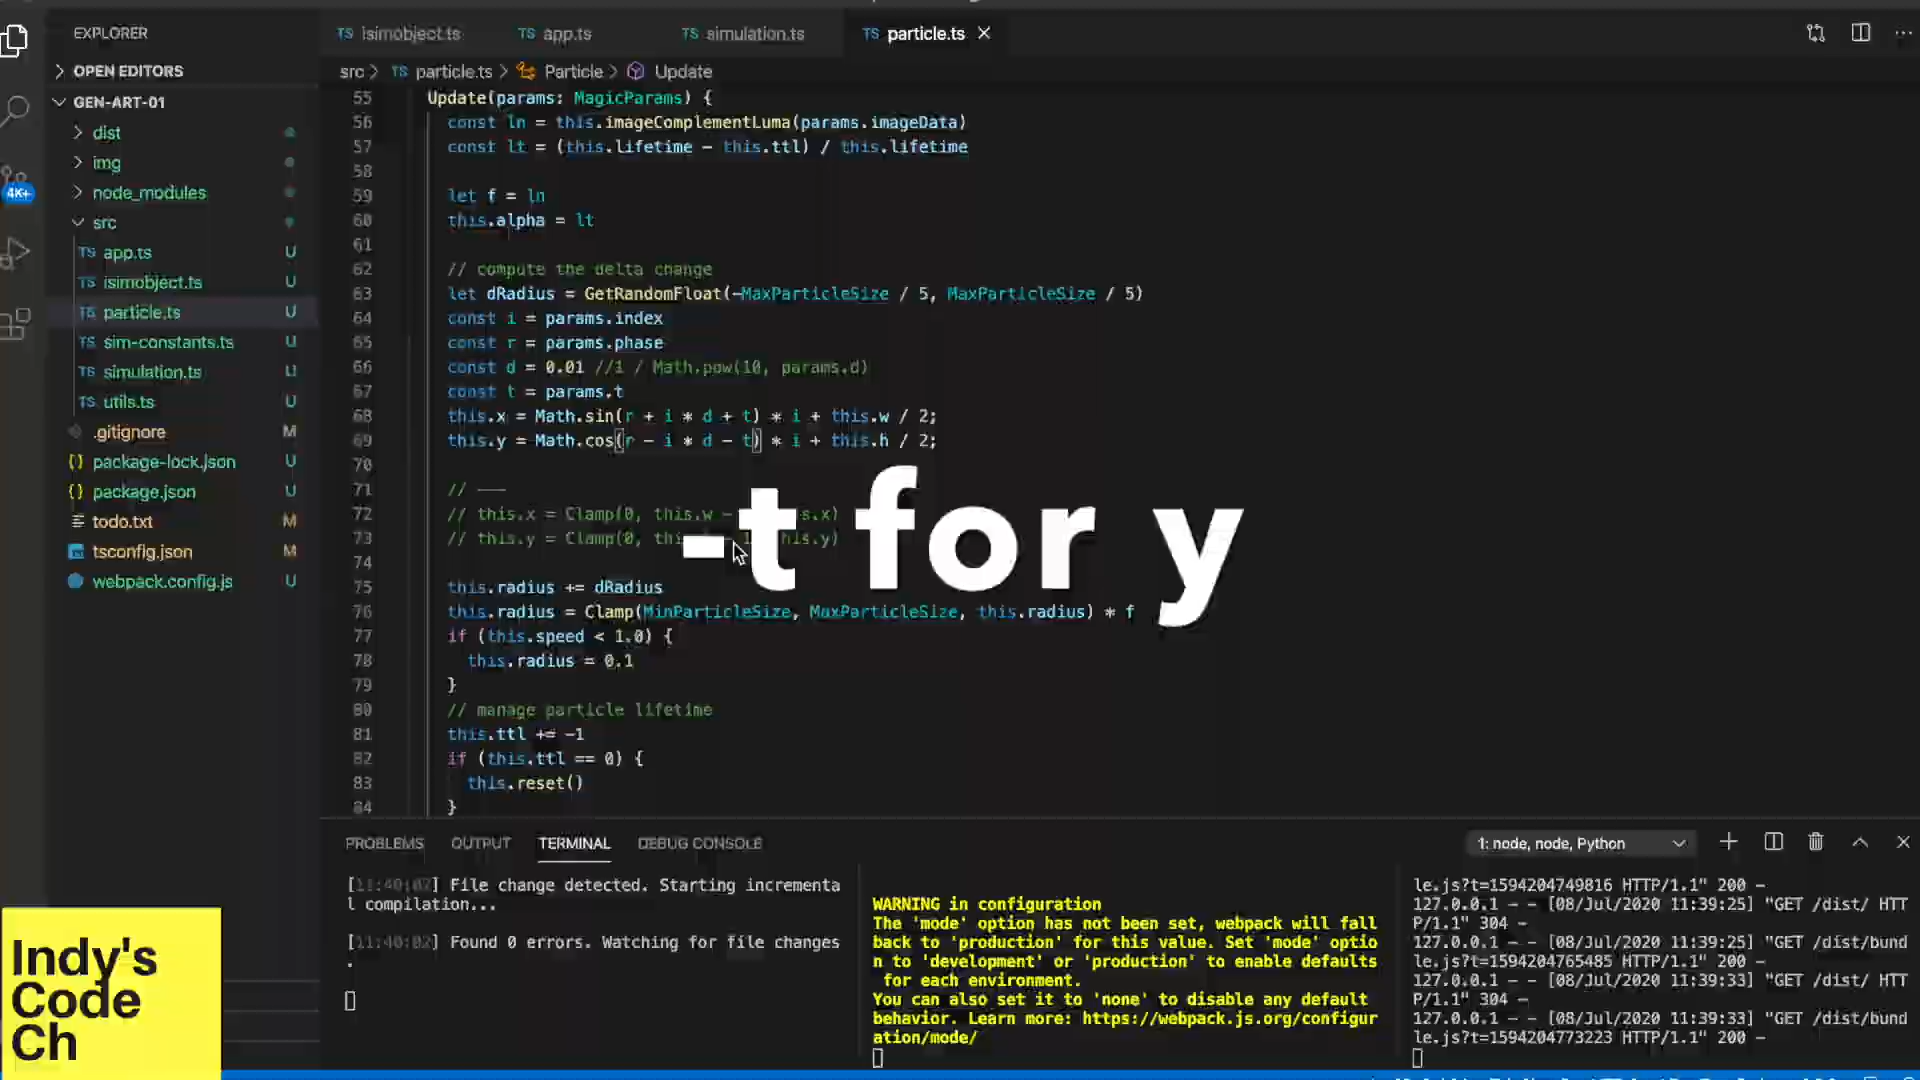 EXPLORER
OPEN EDITORS
GEN-ART-01
dist
img
node_modules
4K+
src
TS app.ts U
TS isimobject.ts U
TS particle.ts U
TS sim-constants.ts U
TS simulation.ts U
TS utils.ts U
.gitignore M
{} package-lock.json U
{} package.json U
todo.txt M
tsconfig.json M
webpack.config.js U
TS isimobject.ts TS app.ts TS simulation.ts TS particle.ts
src > TS particle.ts > Particle > Update
55 Update(params: MagicParams) {
56 const ln = this.imageComplementLuma(params.imageData)
57 const lt = (this.lifetime - this.ttl) / this.lifetime
58
59 let f = ln
60 this.alpha = lt
61
62 // compute the delta change
63 let dRadius = GetRandomFloat(-MaxParticleSize / 5, MaxParticleSize / 5)
64 const i = params.index
65 const r = params.phase
66 const d = 0.01 //1 / Math.pow(10, params.d)
67 const t = params.t
68 this.x = Math.sin(r + i * d + t) * i + this.w / 2;
69 this.y = Math.cos(r - i * d - t) * i + this.h / 2;
70
71 // ———
72 // this.x = Clamp(0, this.w - s.x)
73 // this.y = Clamp(0, thi his.y)
74
-t for y
75 this.radius += dRadius
76 this.radius = Clamp(MinParticleSize, MaxParticleSize, this.radius) * f
77 if (this.speed < 1.0) {
78 this.radius = 0.1
79 }
80 // manage particle lifetime
81 this.ttl += -1
82 if (this.ttl == 0) {
83 this.reset()
84 }
PROBLEMS OUTPUT TERMINAL DEBUG CONSOLE 1: node, node, Python
[11:40:02] File change detected. Starting incrementa
l compilation...
[11:40:02] Found 0 errors. Watching for file changes
.
WARNING in configuration
The 'mode' option has not been set, webpack will fall
back to 'production' for this value. Set 'mode' optio
n to 'development' or 'production' to enable defaults
for each environment.
You can also set it to 'none' to disable any default
behavior. Learn more: https://webpack.js.org/configur
ation/mode/
le.js?t=1594204749816 HTTP/1.1" 200 -
127.0.0.1 - - [08/Jul/2020 11:39:25] "GET /dist/ HTT
P/1.1" 304 -
127.0.0.1 - - [08/Jul/2020 11:39:25] "GET /dist/bund
le.js?t=1594204765485 HTTP/1.1" 200 -
127.0.0.1 - - [08/Jul/2020 11:39:33] "GET /dist/ HTT
P/1.1" 304 -
127.0.0.1 - - [08/Jul/2020 11:39:33] "GET /dist/bund
le.js?t=1594204773223 HTTP/1.1" 200 -
Indy's
Code
Ch